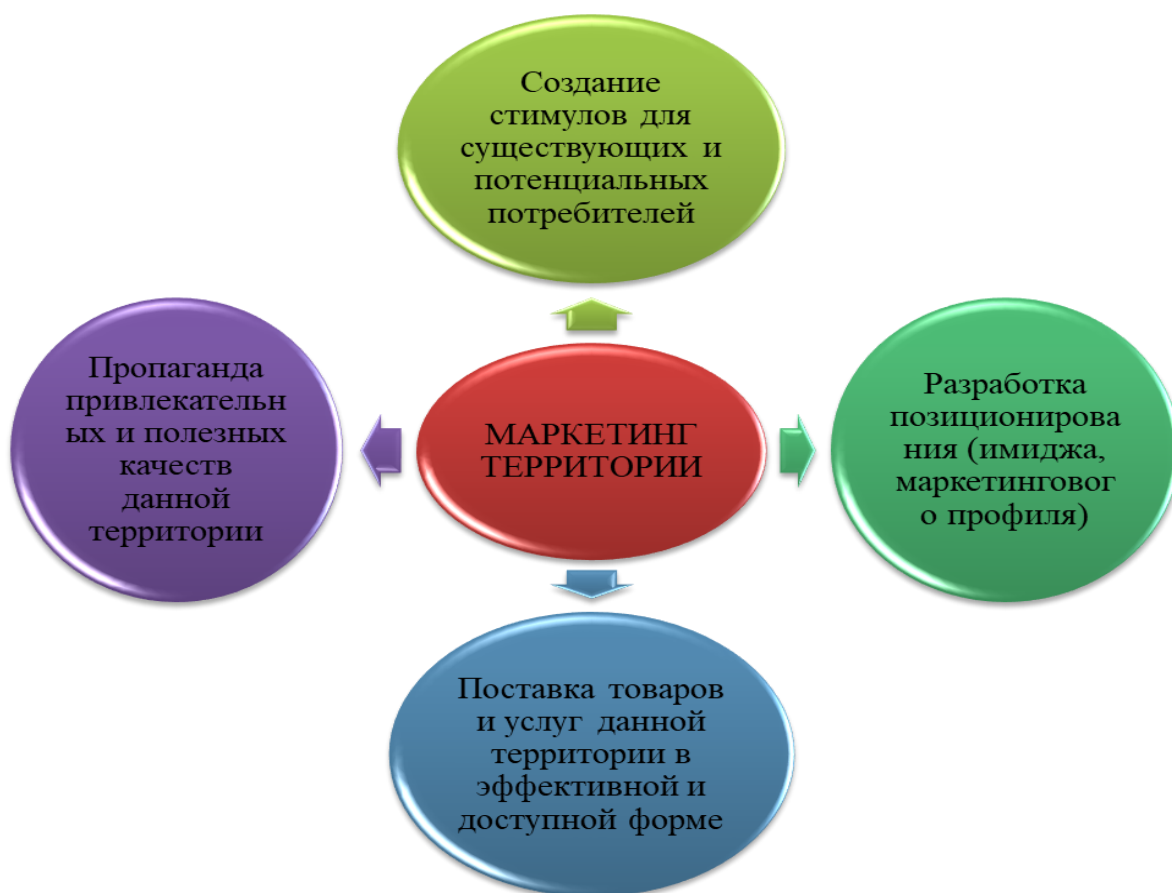 Создание
стимулов для
существующих и
потенциальных
потребителей
Пропаганда
привлекательн
ых и полезных
качеств
данной
территории
МАРКЕТИНГ
ТЕРРИТОРИИ
Разработка
позиционирова
ния (имиджа,
маркетинговог
о профиля)
Поставка товаров
и услуг данной
территории в
эффективной и
доступной форме